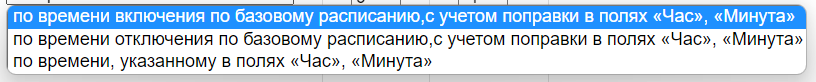 по времени включения по базовому расписанию,с учетом поправки в полях «Час», «Минута»
по времени отключения по базовому расписанию,с учетом поправки в полях «Час», «Минута»
по времени, указанному в полях «Час», «Минута»